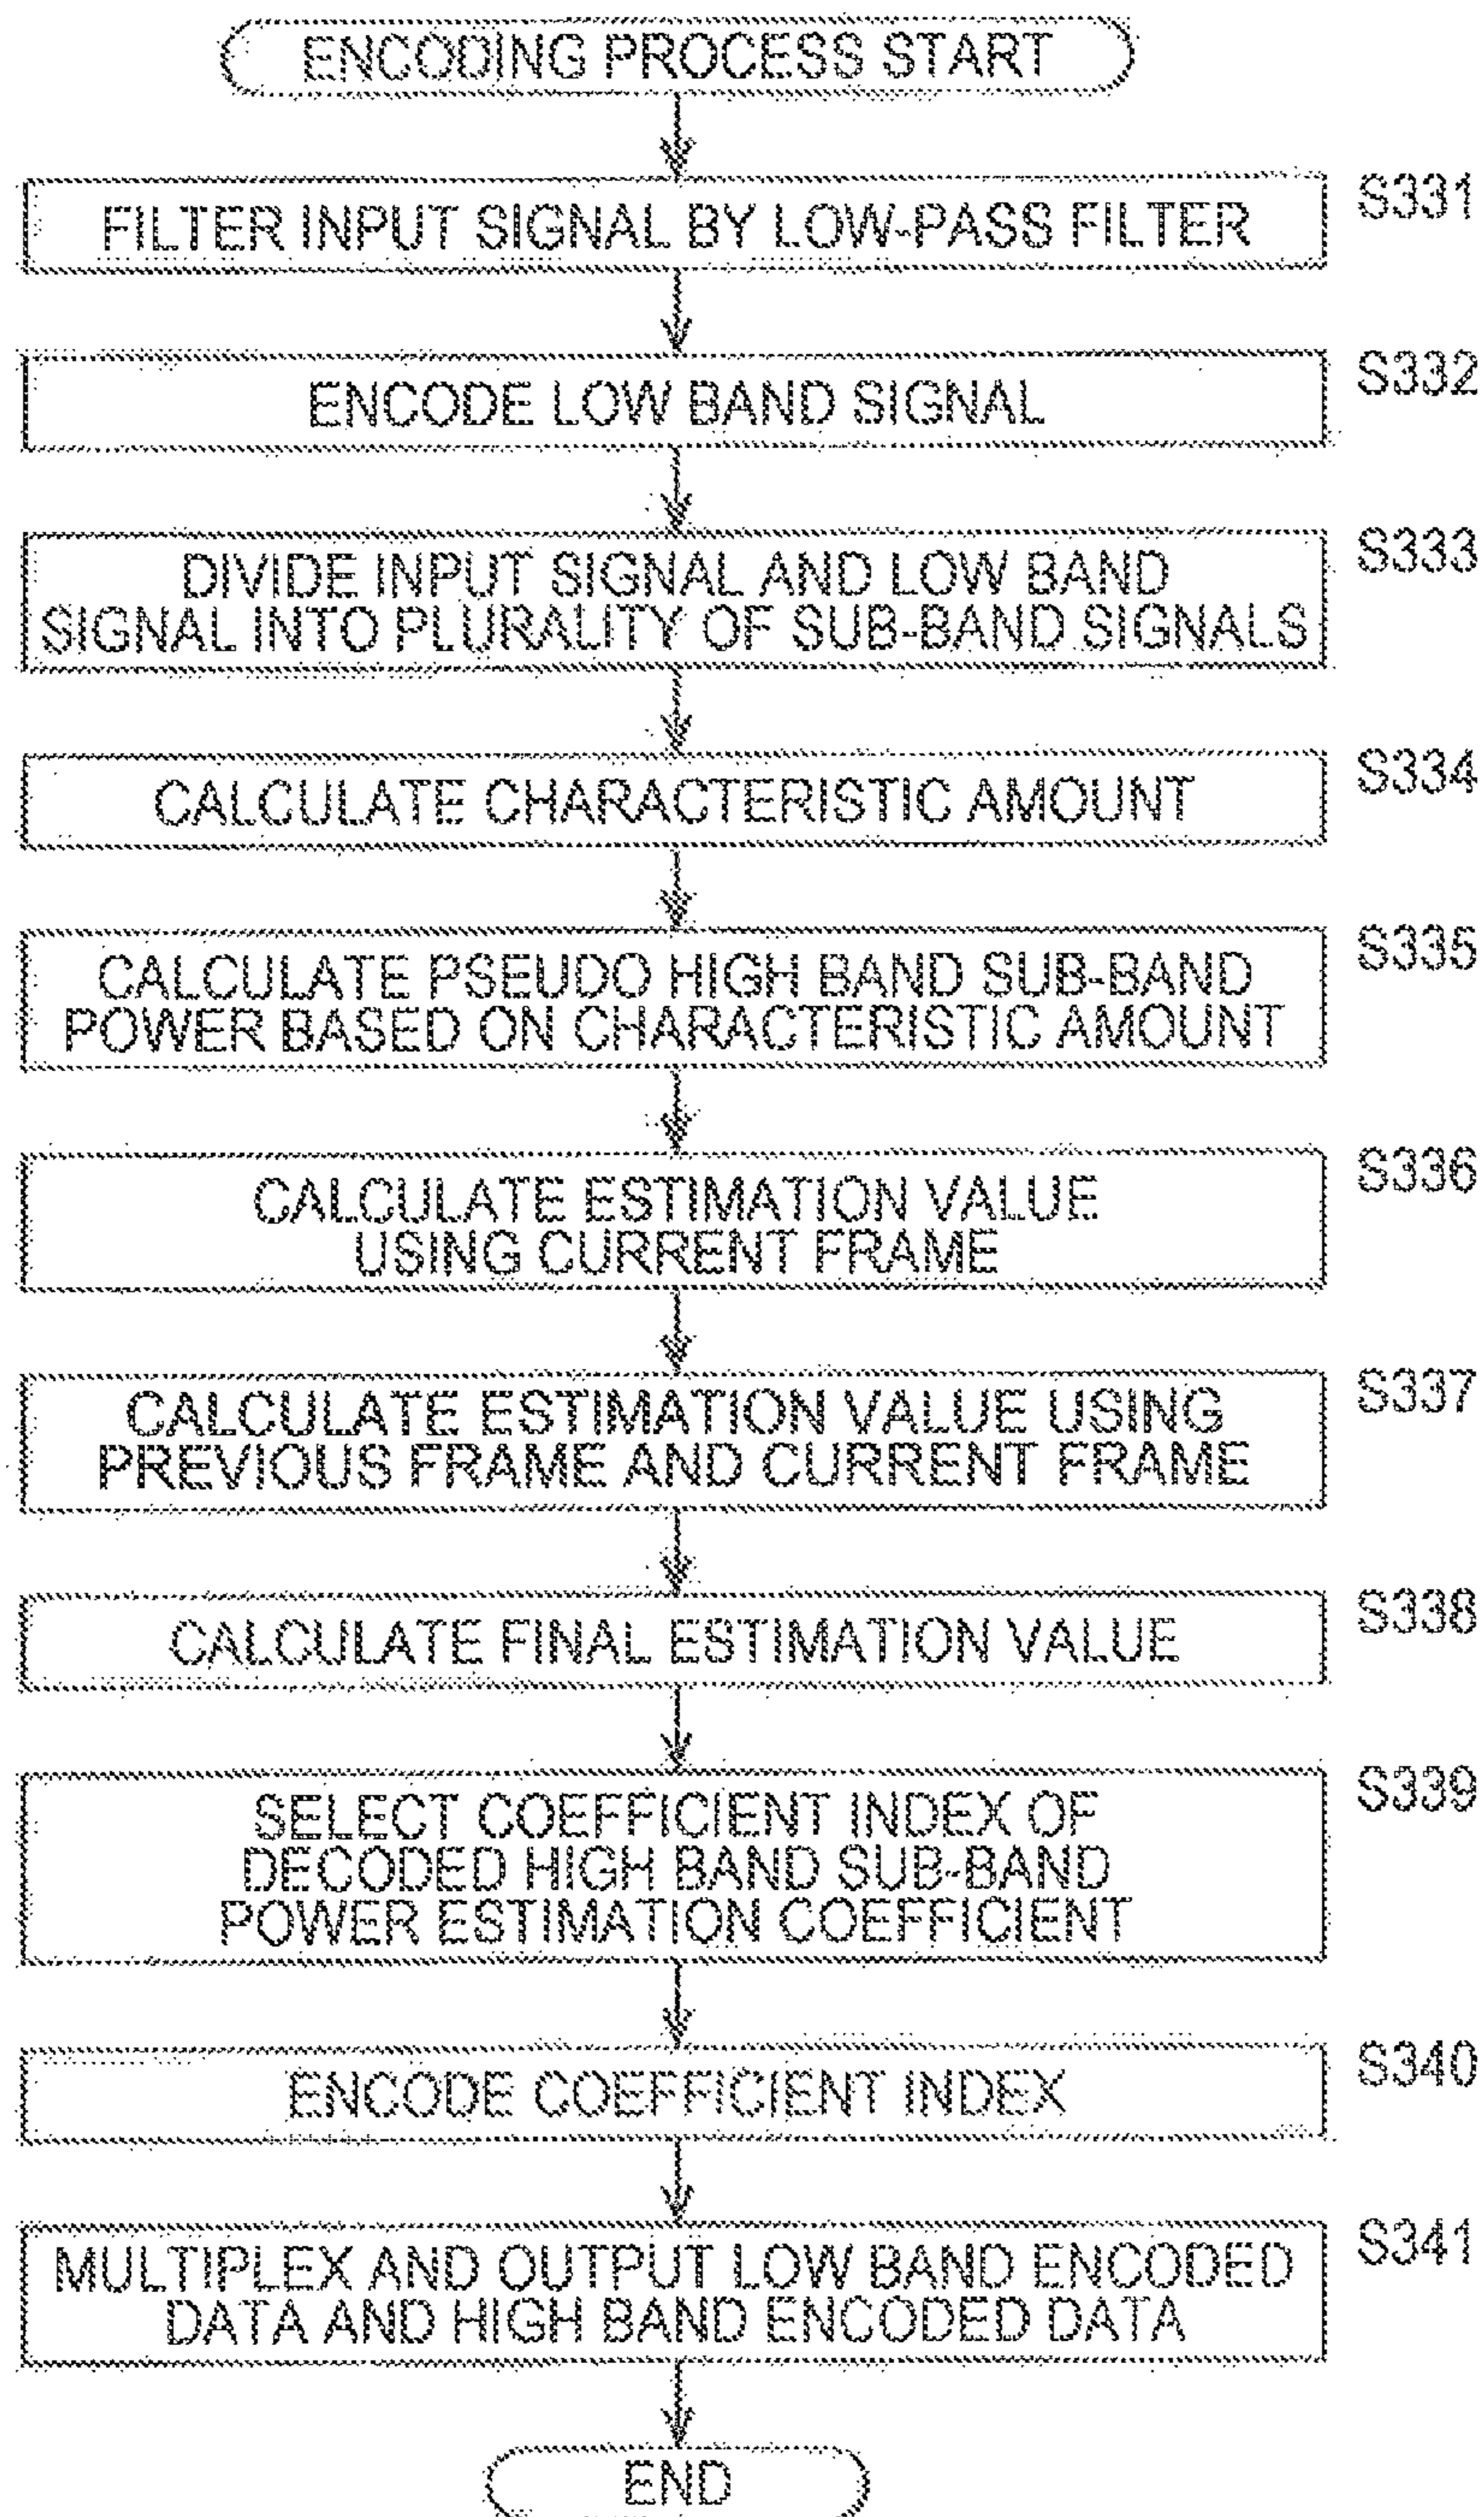 ENCODING PROCESS START
FILTER INPUT SIGNAL BY LOW-PASS FILTER
S331
ENCODE LOW BAND SIGNAL
S332
DIVIDE INPUT SIGNAL AND LOW BAND
SIGNAL INTO PLURALITY OF SUB-BAND SIGNALS
S333
CALCULATE CHARACTERISTIC AMOUNT
S334
CALCULATE PSEUDO HIGH BAND SUB-BAND
POWER BASED ON CHARACTERISTIC AMOUNT
S335
CALCULATE ESTIMATION VALUE
USING CURRENT FRAME
S336
CALCULATE ESTIMATION VALUE USING
PREVIOUS FRAME AND CURRENT FRAME
S337
CALCULATE FINAL ESTIMATION VALUE
S338
SELECT COEFFICIENT INDEX OF
DECODED HIGH BAND SUB-BAND
POWER ESTIMATION COEFFICIENT
S339
ENCODE COEFFICIENT INDEX
S340
MULTIPLEX AND OUTPUT LOW BAND ENCODED
DATA AND HIGH BAND ENCODED DATA
S341
END